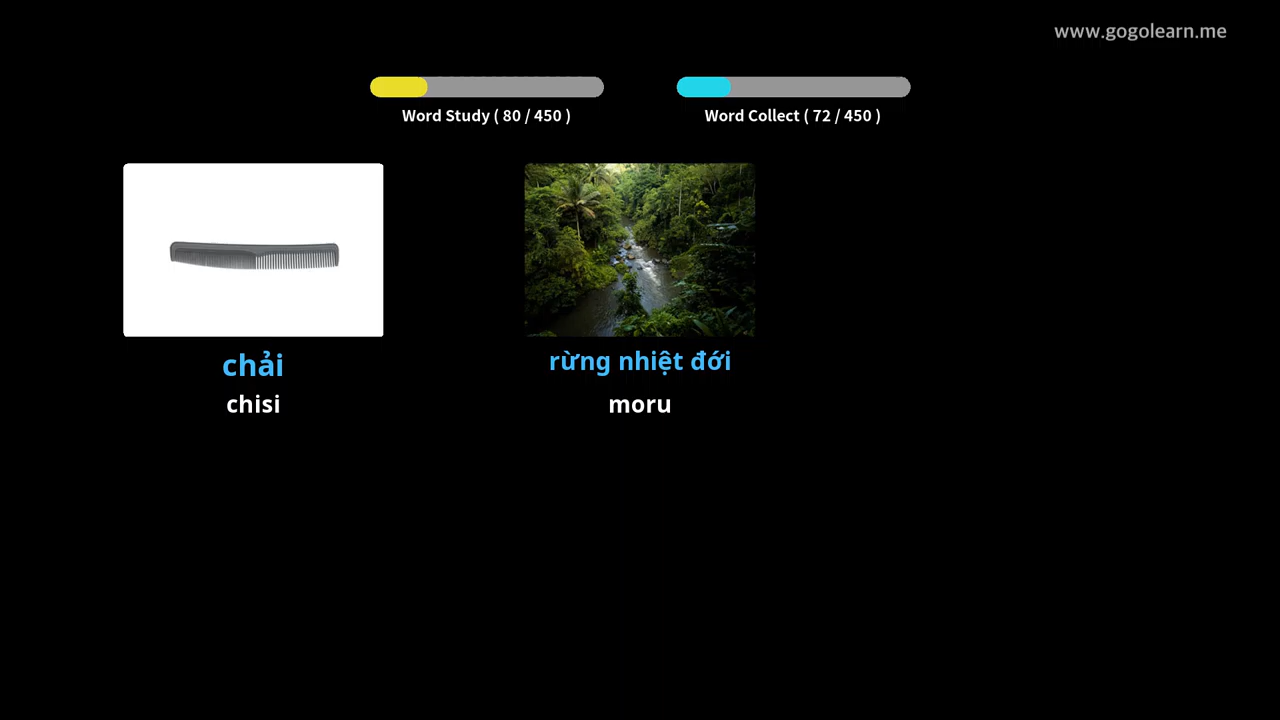 www.gogolearn.me
Word Study ( 80 / 450 )
Word Collect ( 72 / 450 )
chải
chisi
rừng nhiệt đới
moru